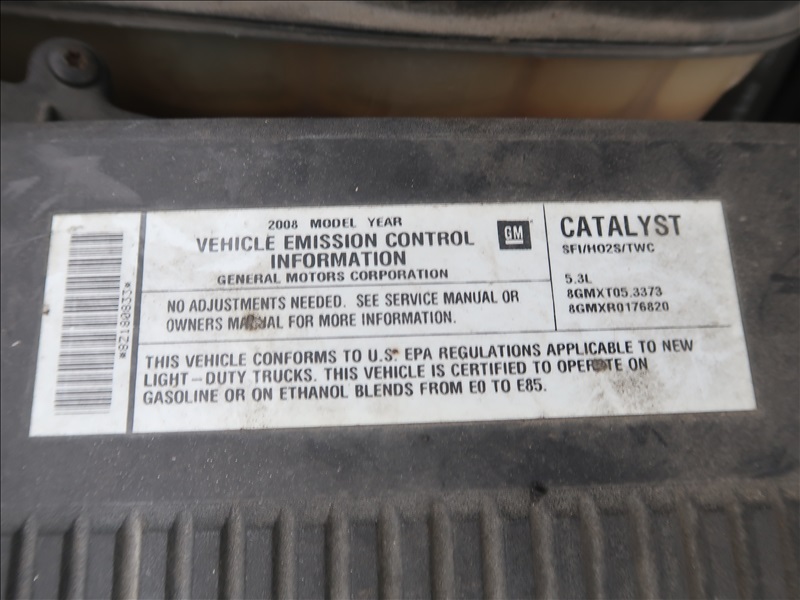 *8Z180833*
2008 MODEL YEAR
VEHICLE EMISSION CONTROL
INFORMATION
GENERAL MOTORS CORPORATION
GM
NO ADJUSTMENTS NEEDED. SEE SERVICE MANUAL OR
OWNERS MANUAL FOR MORE INFORMATION.
CATALYST
SFI/HO2S/TWC
5.3L
8GMXT05.3373
8GMXR0176820
THIS VEHICLE CONFORMS TO U.S. EPA REGULATIONS APPLICABLE TO NEW
LIGHT-DUTY TRUCKS. THIS VEHICLE IS CERTIFIED TO OPERATE ON
GASOLINE OR ON ETHANOL BLENDS FROM E0 TO E85.